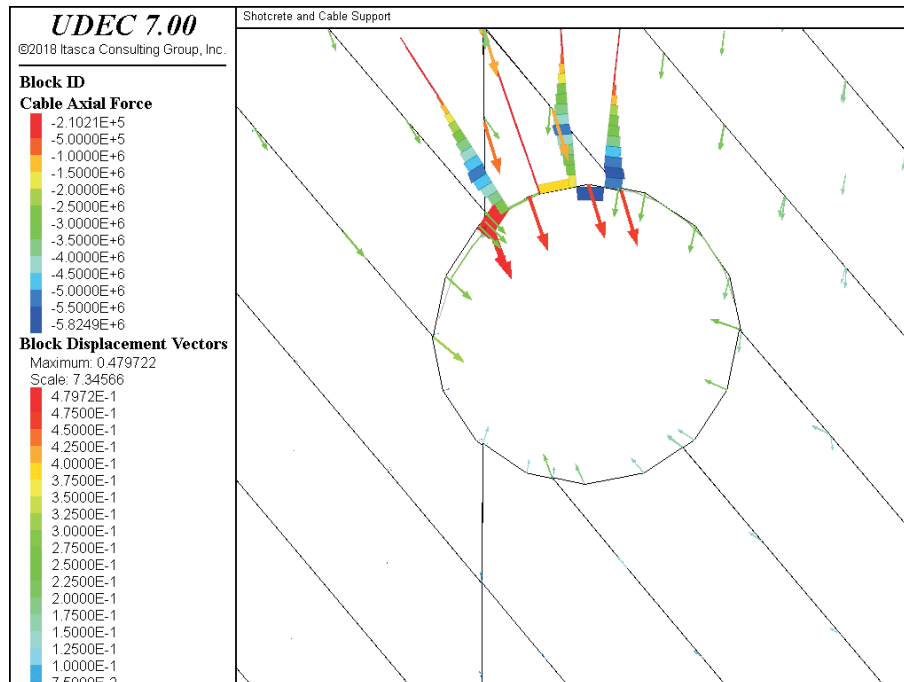 UDEC 7.00
©2018 Itasca Consulting Group, Inc.
Shotcrete and Cable Support
Block ID
Cable Axial Force
-2.1021E+5
-5.0000E+5
-1.0000E+6
-1.5000E+6
-2.0000E+6
-2.5000E+6
-3.0000E+6
-3.5000E+6
-4.0000E+6
-4.5000E+6
-5.0000E+6
-5.5000E+6
-5.8249E+6
Block Displacement Vectors
Maximum: 0.479722
Scale: 7.34566
4.7972E-1
4.7500E-1
4.5000E-1
4.2500E-1
4.0000E-1
3.7500E-1
3.5000E-1
3.2500E-1
3.0000E-1
2.7500E-1
2.5000E-1
2.2500E-1
2.0000E-1
1.7500E-1
1.5000E-1
1.2500E-1
1.0000E-1